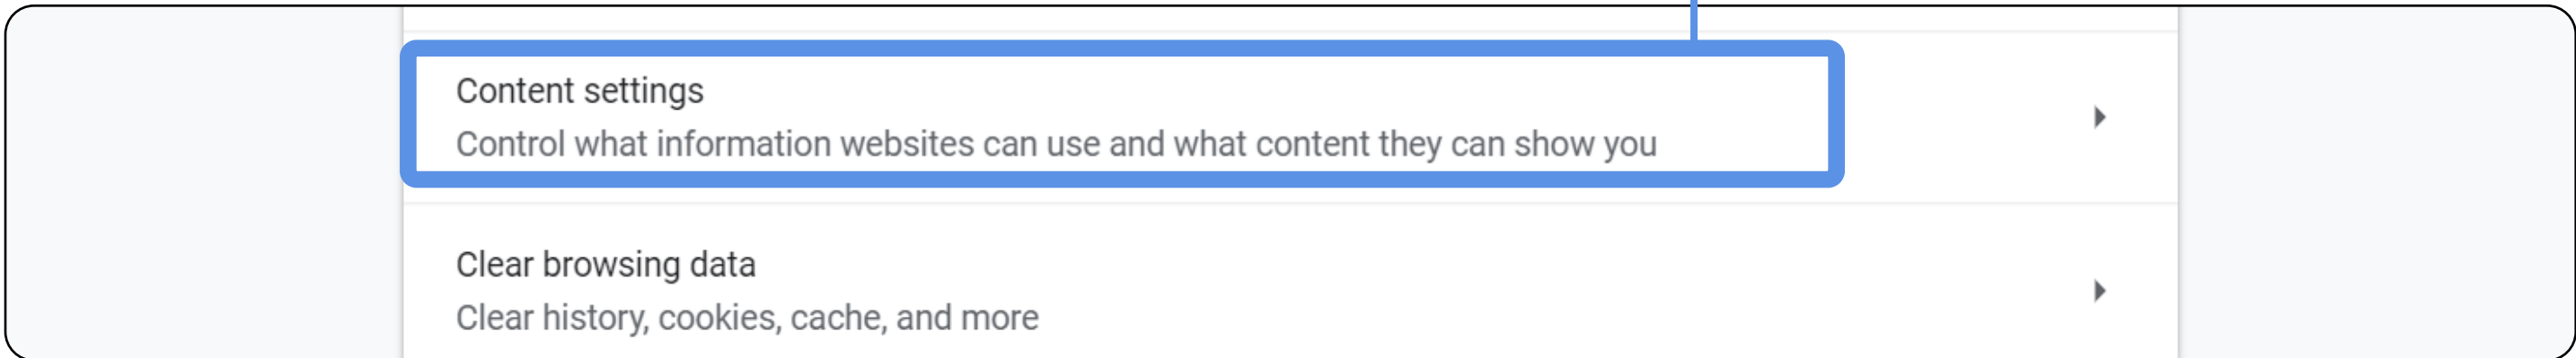 Content settings
Control what information websites can use and what content they can show you
Clear browsing data
Clear history, cookies, cache, and more